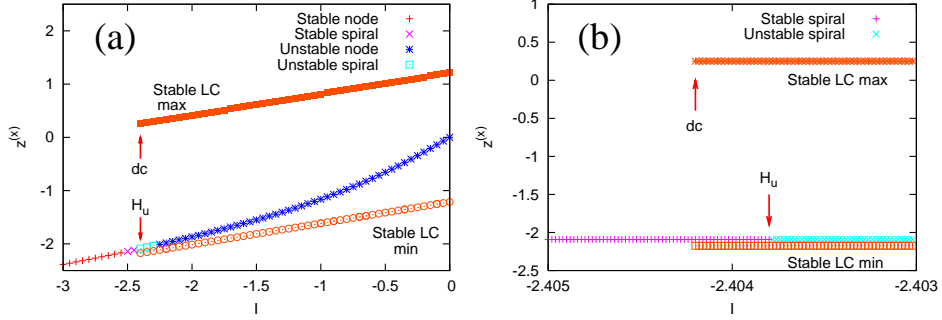 (a)
Stable node
Stable spiral
Unstable node
Unstable spiral
2
1
0
-1
-2
z(x)
Stable LC
max
dc
Hu
Stable LC
min
-3
-2.5
-2
-1.5
-1
-0.5
0
I
(b)
Stable spiral
Unstable spiral
1
0.5
0
-0.5
-1
-1.5
-2
-2.5
z(x)
Stable LC max
dc
Hu
Stable LC min
-2.405
-2.404
-2.403
I